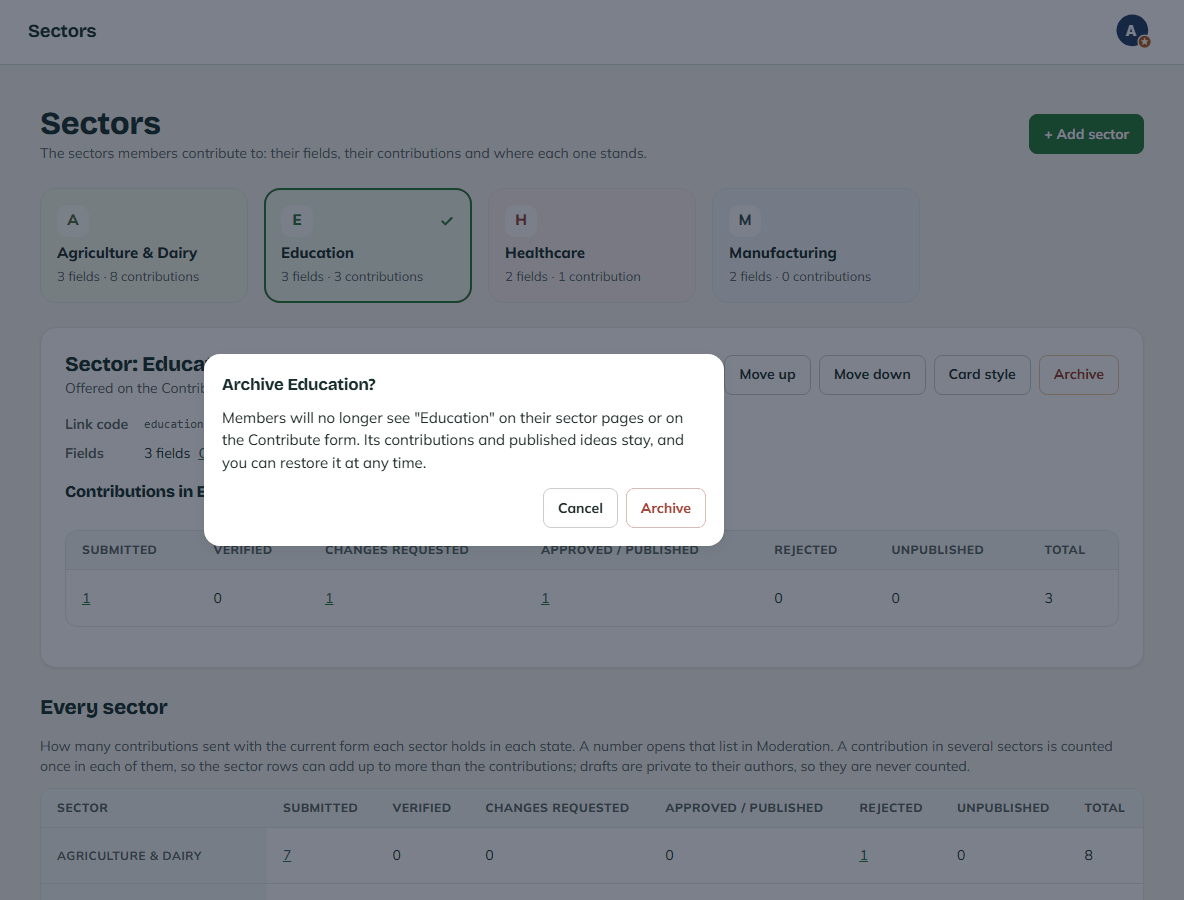 Sectors
A
Sectors
The sectors members contribute to: their fields, their contributions and where each one stands.
+ Add sector
A
Agriculture & Dairy
3 fields · 8 contributions
E
Education
3 fields · 3 contributions
H
Healthcare
2 fields · 1 contribution
M
Manufacturing
2 fields · 0 contributions
Sector: Educa
Offered on the Contrib
Move up
Move down
Card style
Archive
Link code education
Fields 3 fields
Contributions in E
Archive Education?
Members will no longer see "Education" on their sector pages or on
the Contribute form. Its contributions and published ideas stay, and
you can restore it at any time.
Cancel
Archive
SUBMITTED VERIFIED CHANGES REQUESTED APPROVED / PUBLISHED REJECTED UNPUBLISHED TOTAL
1 0 1 1 0 0 3
Every sector
How many contributions sent with the current form each sector holds in each state. A number opens that list in Moderation. A contribution in several sectors is counted
once in each of them, so the sector rows can add up to more than the contributions; drafts are private to their authors, so they are never counted.
SECTOR SUBMITTED VERIFIED CHANGES REQUESTED APPROVED / PUBLISHED REJECTED UNPUBLISHED TOTAL
AGRICULTURE & DAIRY 7 0 0 0 1 0 8